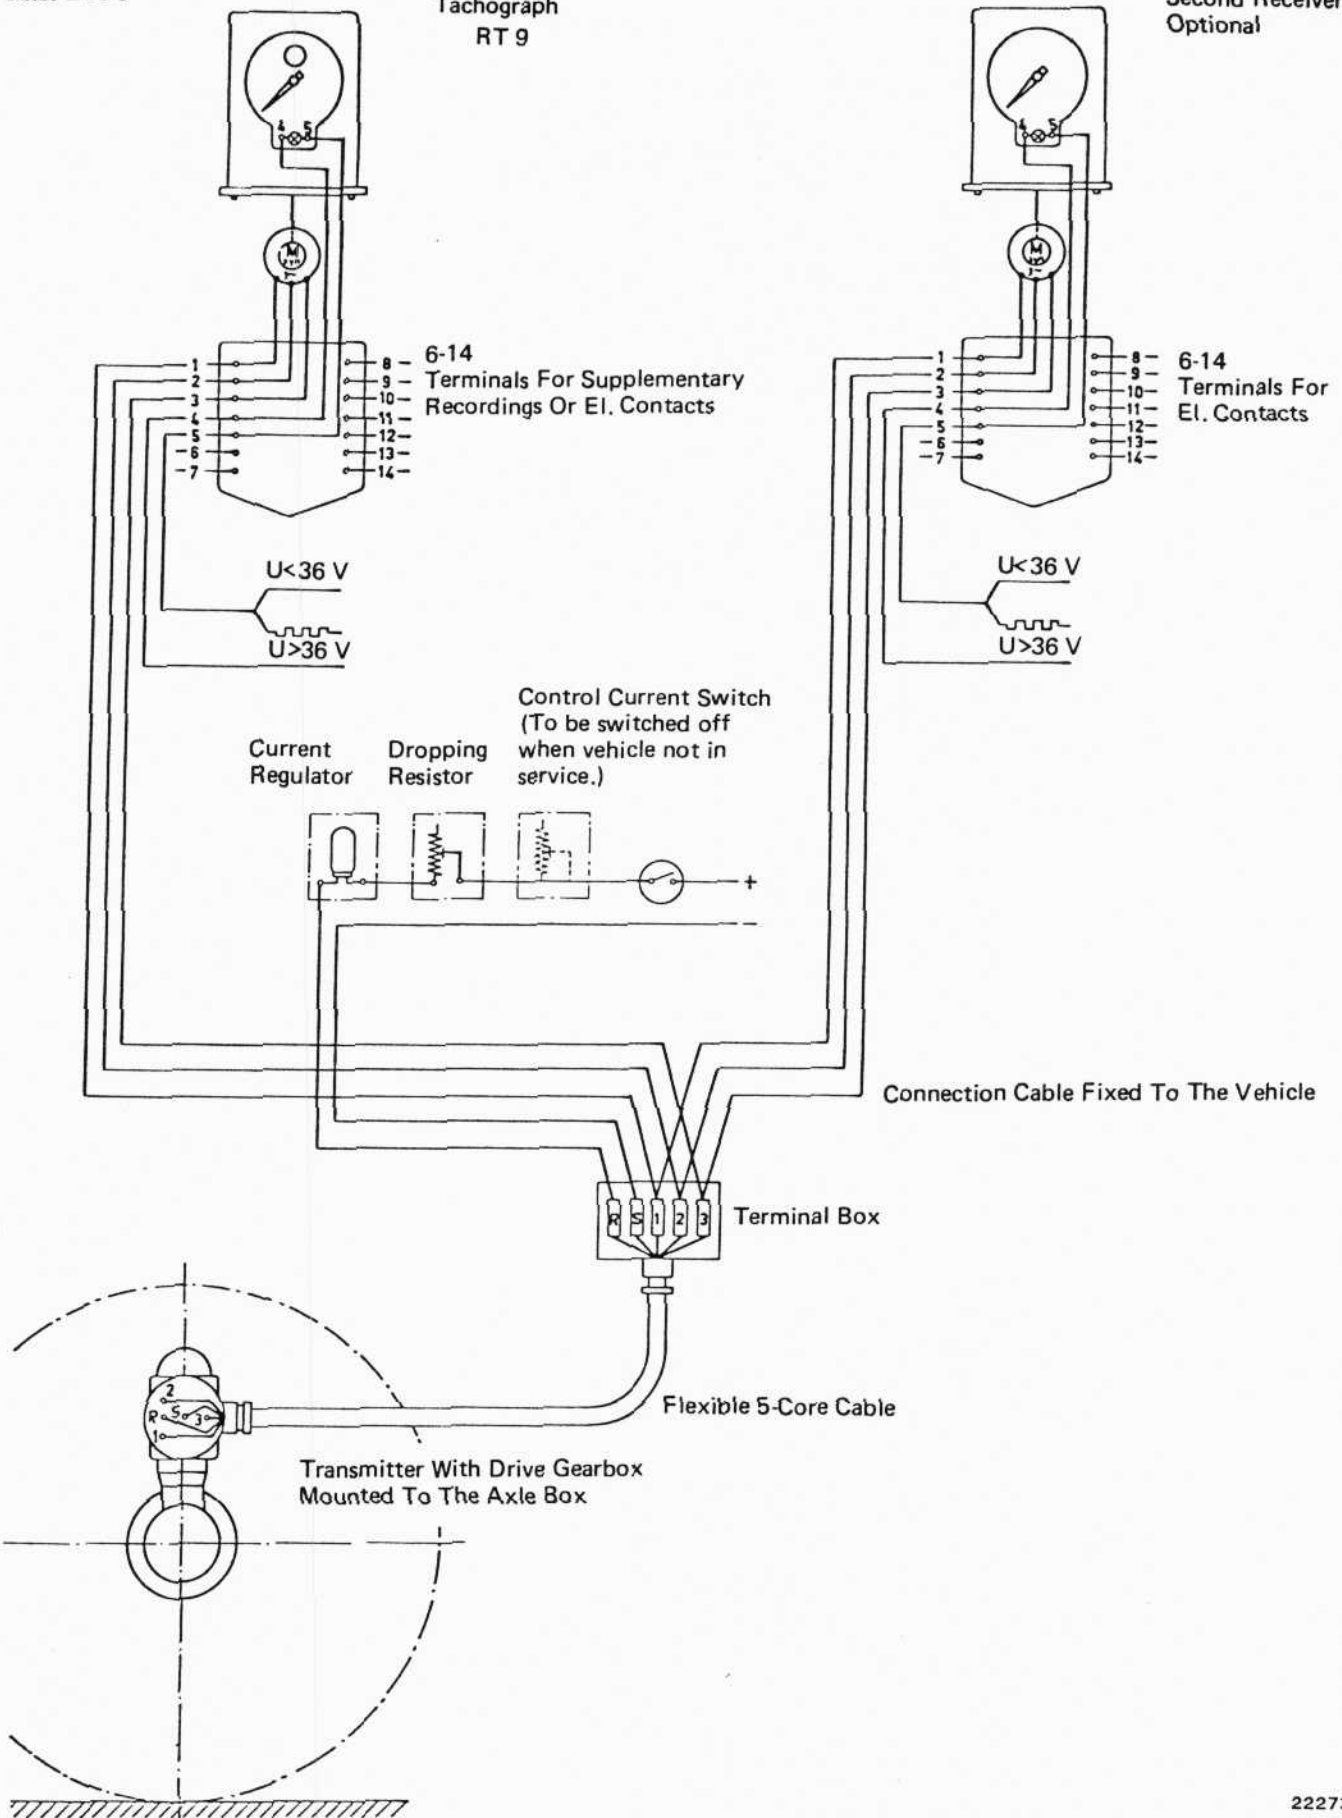 Tachograph
RT 9
Second Receiver
Optional
4 5
4 5
M
M
1
2
3
4
5
-6
-7
8 -
9 -
10-
11-
12-
13-
14-
6-14
Terminals For Supplementary
Recordings Or El. Contacts
1
2
3
4
5
-6
-7
8 -
9 -
10-
11-
12-
13-
14-
6-14
Terminals For
El. Contacts
U<36 V
U>36 V
U<36 V
U>36 V
Control Current Switch
(To be switched off
when vehicle not in
service.)
Current
Regulator
Dropping
Resistor
+
-
Connection Cable Fixed To The Vehicle
R S 1 2 3
Terminal Box
2
R S 3
1
Flexible 5-Core Cable
Transmitter With Drive Gearbox
Mounted To The Axle Box
2227